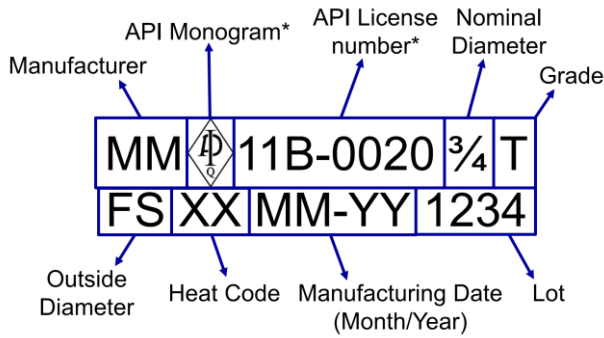 API Monogram*
API License
number*
Nominal
Diameter
Manufacturer
Grade
MM API Q 11B-0020 ¾ T
FS XX MM-YY 1234
Outside
Diameter
Heat Code
Manufacturing Date
(Month/Year)
Lot